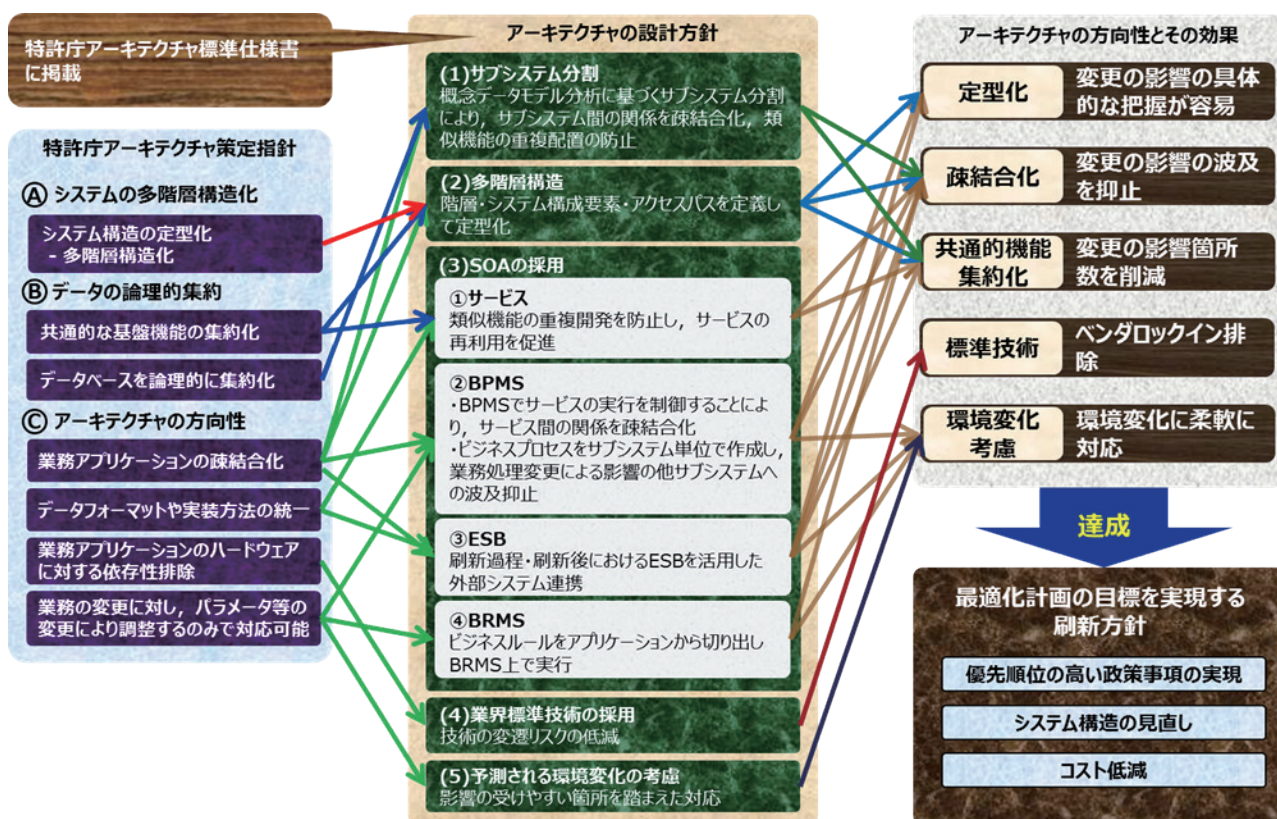 特許庁アーキテクチャ標準仕様書
に掲載
特許庁アーキテクチャ策定指針
Ⓐ システムの多階層構造化
システム構造の定型化
- 多階層構造化
Ⓑ データの論理的集約
共通的な基盤機能の集約化
データベースを論理的に集約化
Ⓒ アーキテクチャの方向性
業務アプリケーションの疎結合化
データフォーマットや実装方法の統一
業務アプリケーションのハードウェア
に対する依存性排除
業務の変更に対し，パラメータ等の
変更により調整するのみで対応可能
アーキテクチャの設計方針
(1)サブシステム分割
概念データモデル分析に基づくサブシステム分割
により，サブシステム間の関係を疎結合化，類
似機能の重複配置の防止
(2)多階層構造
階層・システム構成要素・アクセスパスを定義し
て定型化
(3)SOAの採用
①サービス
類似機能の重複開発を防止し，サービスの
再利用を促進
②BPMS
・BPMSでサービスの実行を制御することによ
り，サービス間の関係を疎結合化
・ビジネスプロセスをサブシステム単位で作成し，
業務処理変更による影響の他サブシステムへ
の波及抑止
③ESB
刷新過程・刷新後におけるESBを活用した
外部システム連携
④BRMS
ビジネスルールをアプリケーションから切り出し
BRMS上で実行
(4)業界標準技術の採用
技術の変遷リスクの低減
(5)予測される環境変化の考慮
影響の受けやすい箇所を踏まえた対応
アーキテクチャの方向性とその効果
定型化
変更の影響の具体
的な把握が容易
疎結合化
変更の影響の波及
を抑止
共通的機能
集約化
変更の影響箇所
数を削減
標準技術
ベンダロックイン排
除
環境変化
考慮
環境変化に柔軟に
対応
達成
最適化計画の目標を実現する
刷新方針
優先順位の高い政策事項の実現
システム構造の見直し
コスト低減